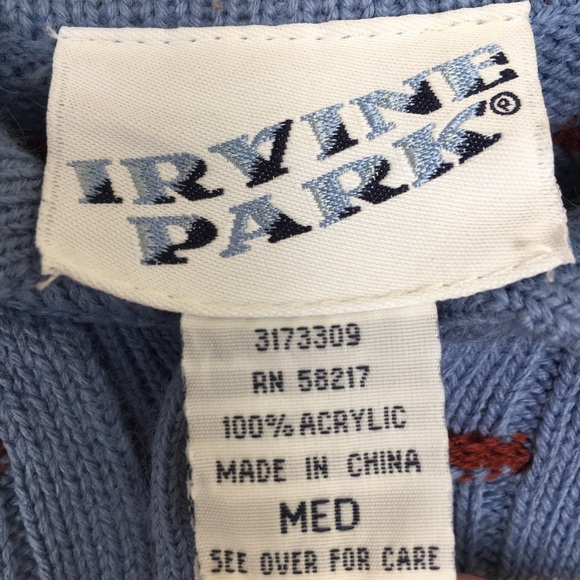 IRVINE
PARK®
3173309
RN 58217
100% ACRYLIC
MADE IN CHINA
MED
SEE OVER FOR CARE